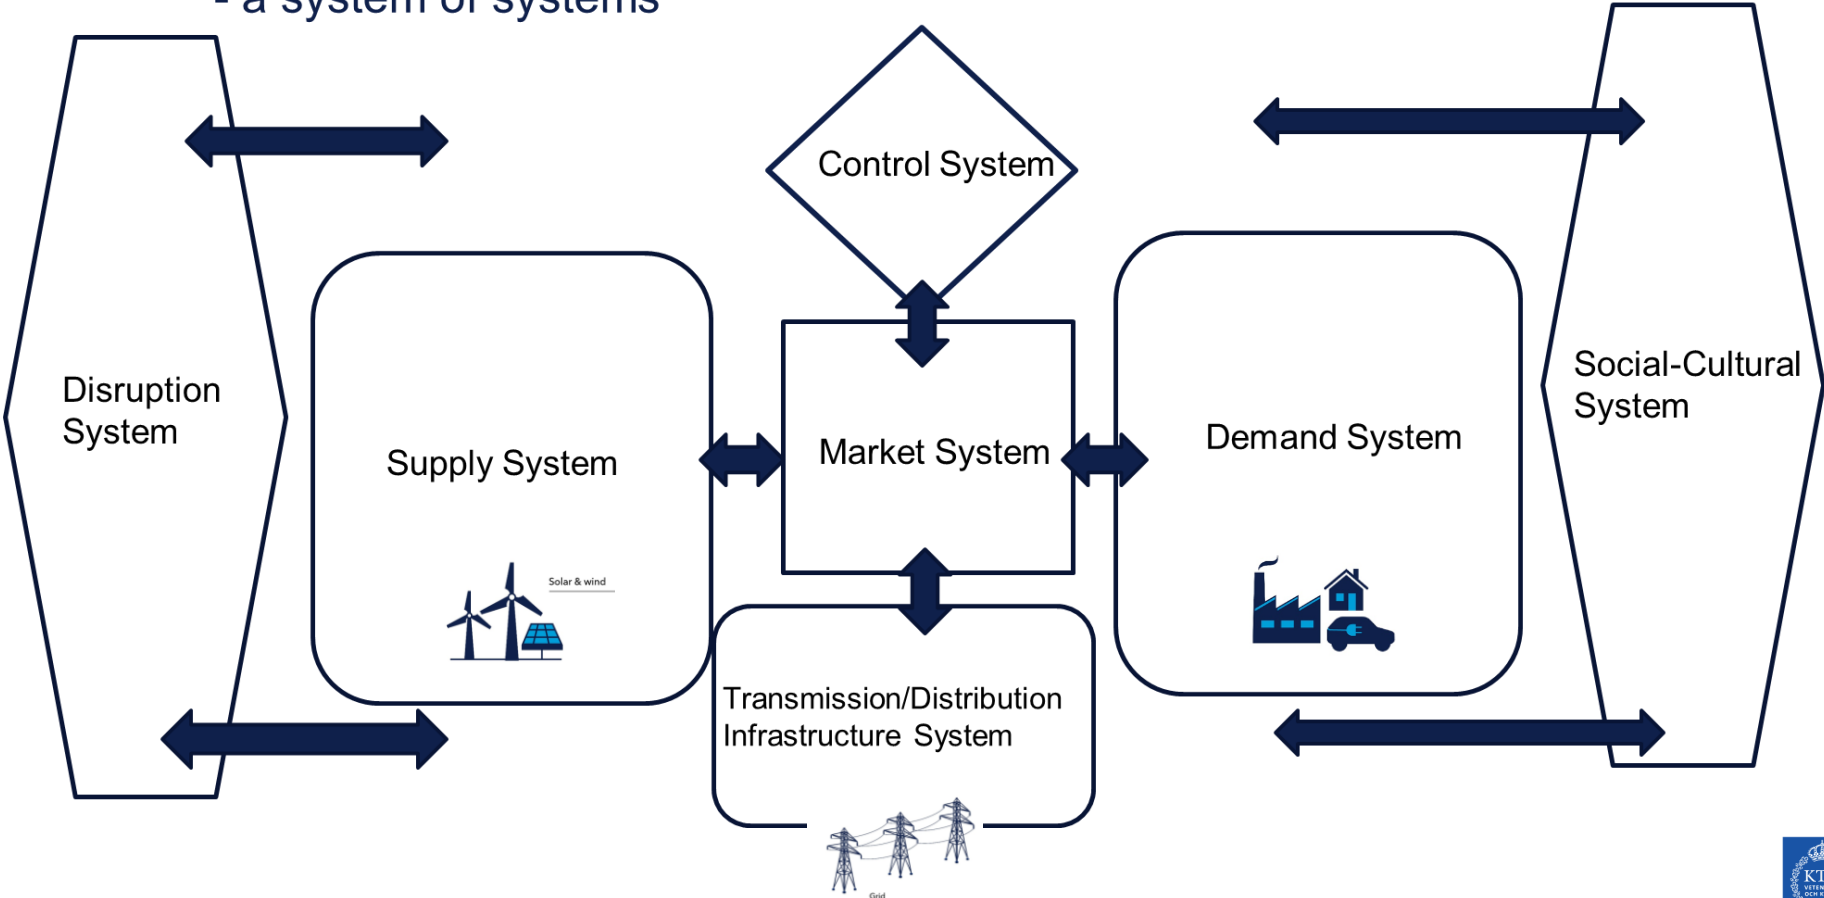 - a system of systems
Control System
Social-Cultural
System
Disruption
System
Demand System
Market System
Supply System
Solar & wind
Transmission/Distribution
Infrastructure System
Grid